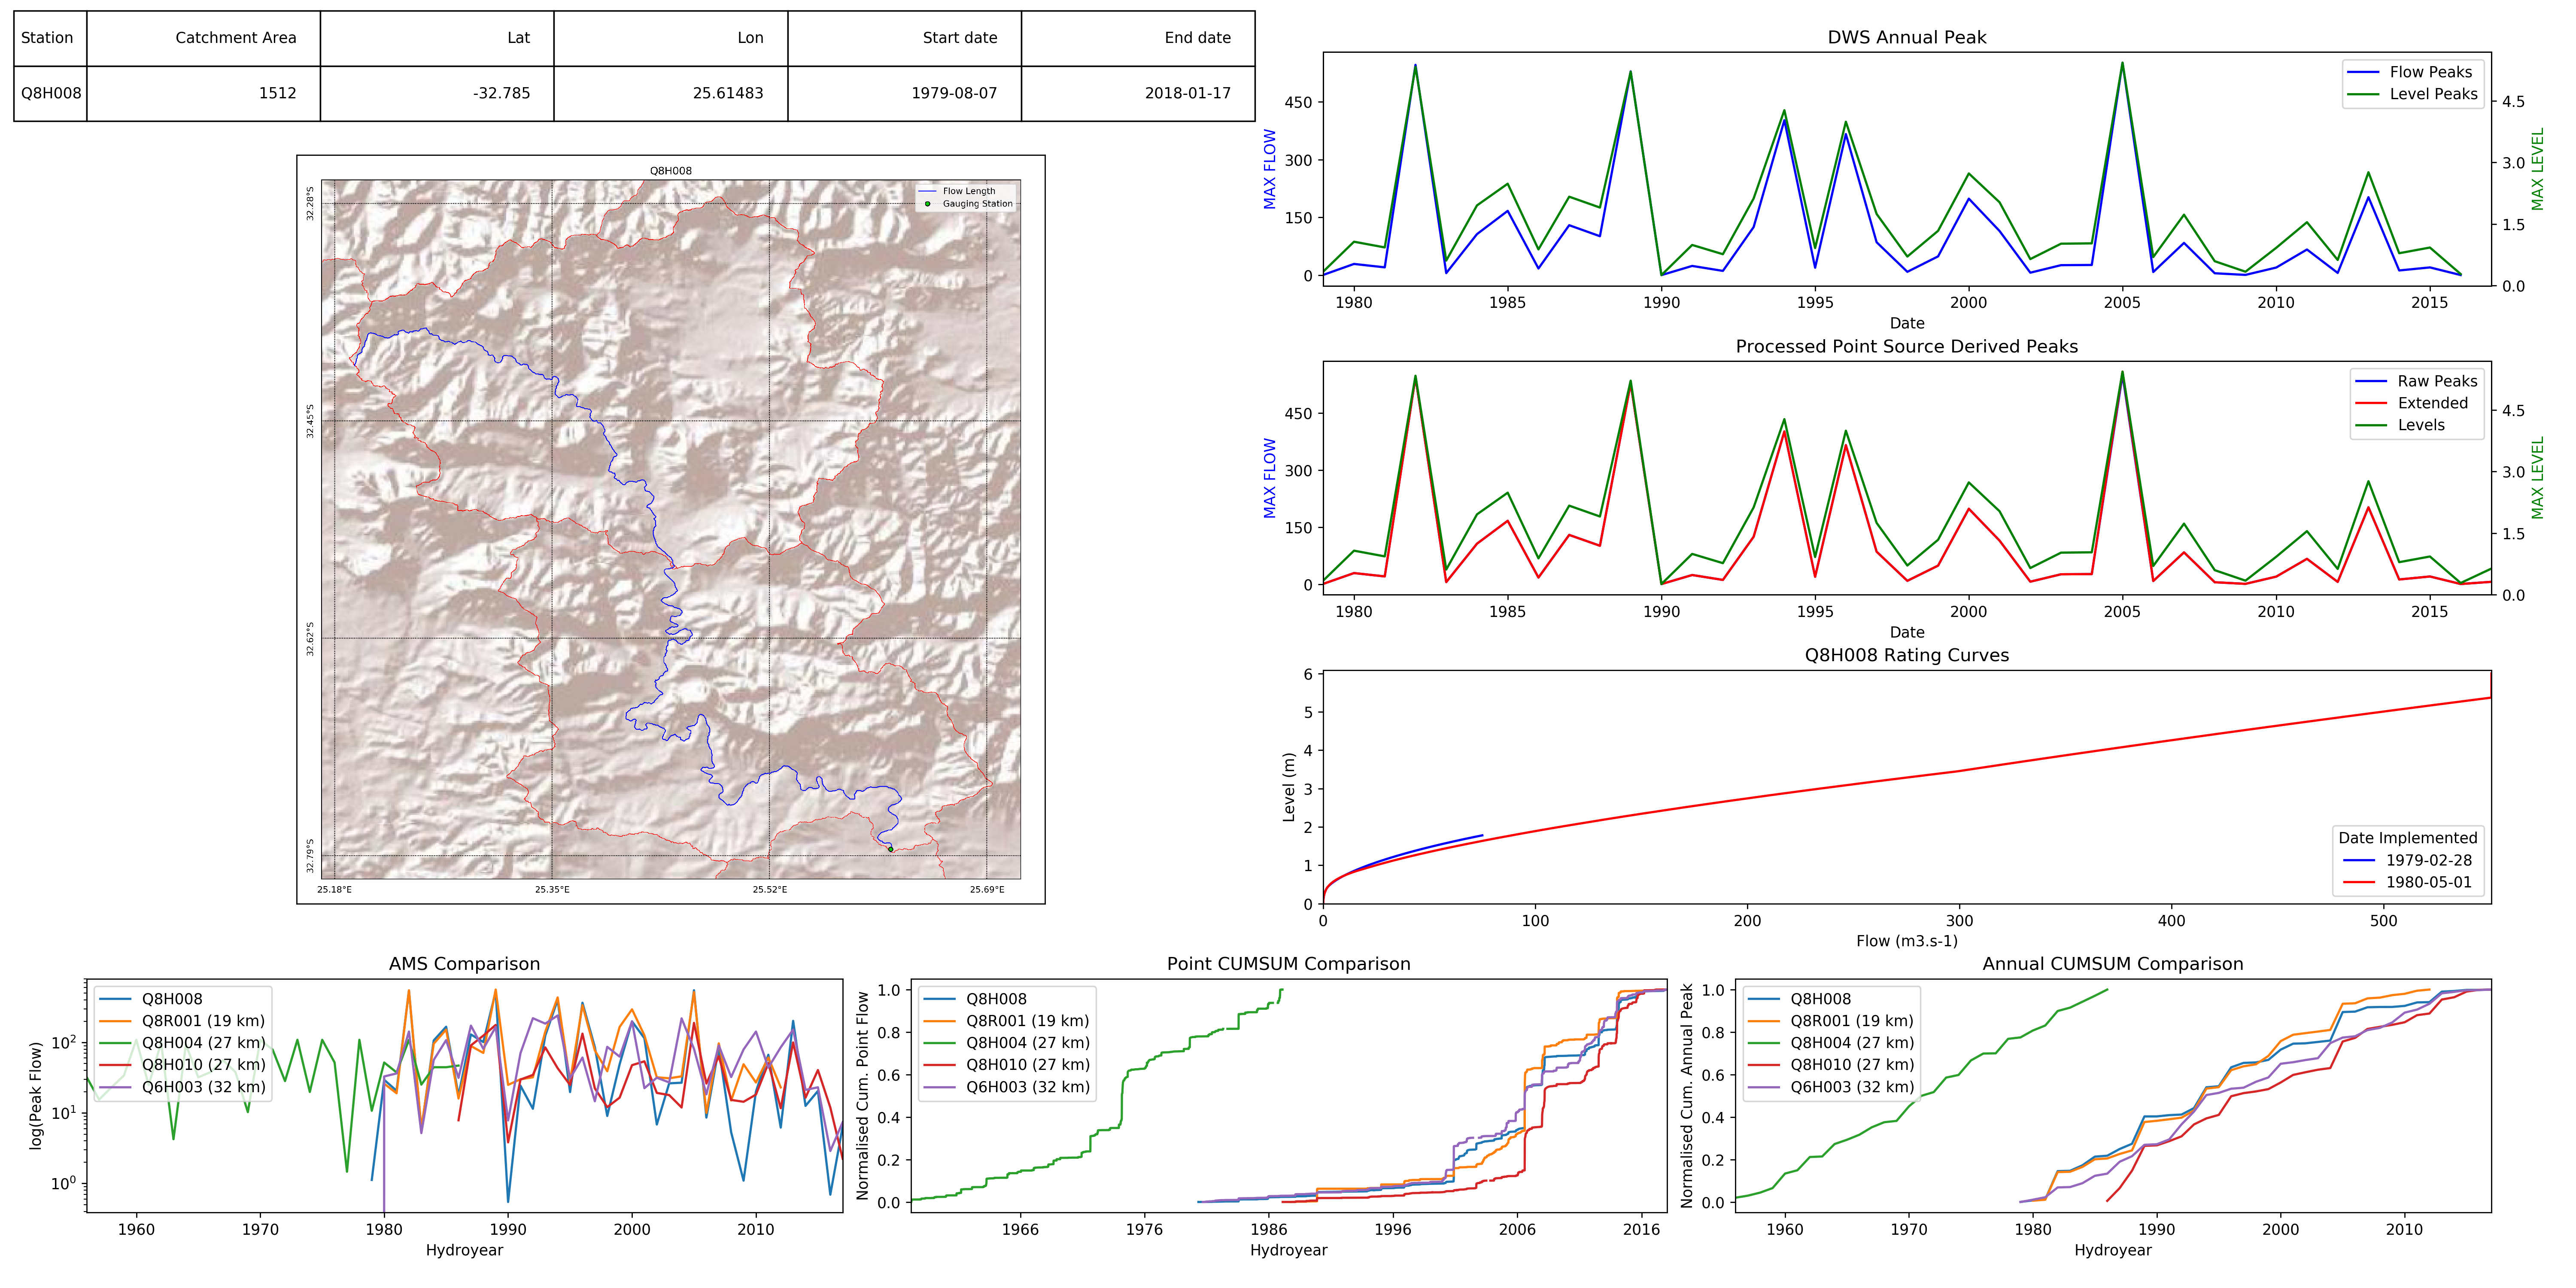 Station Catchment Area Lat Lon Start date End date
Q8H008 1512 -32.785 25.61483 1979-08-07 2018-01-17
Q8H008
Flow Length
Gauging Station
32.28°S
32.45°S
32.62°S
32.79°S
25.18°E 25.35°E 25.52°E 25.69°E
DWS Annual Peak
Flow Peaks
Level Peaks
MAX FLOW
450
300
150
0
MAX LEVEL
4.5
3.0
1.5
0.0
1980 1985 1990 1995 2000 2005 2010 2015
Date
Processed Point Source Derived Peaks
Raw Peaks
Extended
Levels
MAX FLOW
450
300
150
0
MAX LEVEL
4.5
3.0
1.5
0.0
1980 1985 1990 1995 2000 2005 2010 2015
Date
Q8H008 Rating Curves
Level (m)
6
5
4
3
2
1
0
Date Implemented
1979-02-28
1980-05-01
0 100 200 300 400 500
Flow (m3.s-1)
AMS Comparison
Q8H008
Q8R001 (19 km)
Q8H004 (27 km)
Q8H010 (27 km)
Q6H003 (32 km)
log(Peak Flow)
10²
10¹
10⁰
1960 1970 1980 1990 2000 2010
Hydroyear
Point CUMSUM Comparison
Q8H008
Q8R001 (19 km)
Q8H004 (27 km)
Q8H010 (27 km)
Q6H003 (32 km)
Normalised Cum. Point Flow
1.0
0.8
0.6
0.4
0.2
0.0
1966 1976 1986 1996 2006 2016
Hydroyear
Annual CUMSUM Comparison
Q8H008
Q8R001 (19 km)
Q8H004 (27 km)
Q8H010 (27 km)
Q6H003 (32 km)
Normalised Cum. Annual Peak
1.0
0.8
0.6
0.4
0.2
0.0
1960 1970 1980 1990 2000 2010
Hydroyear